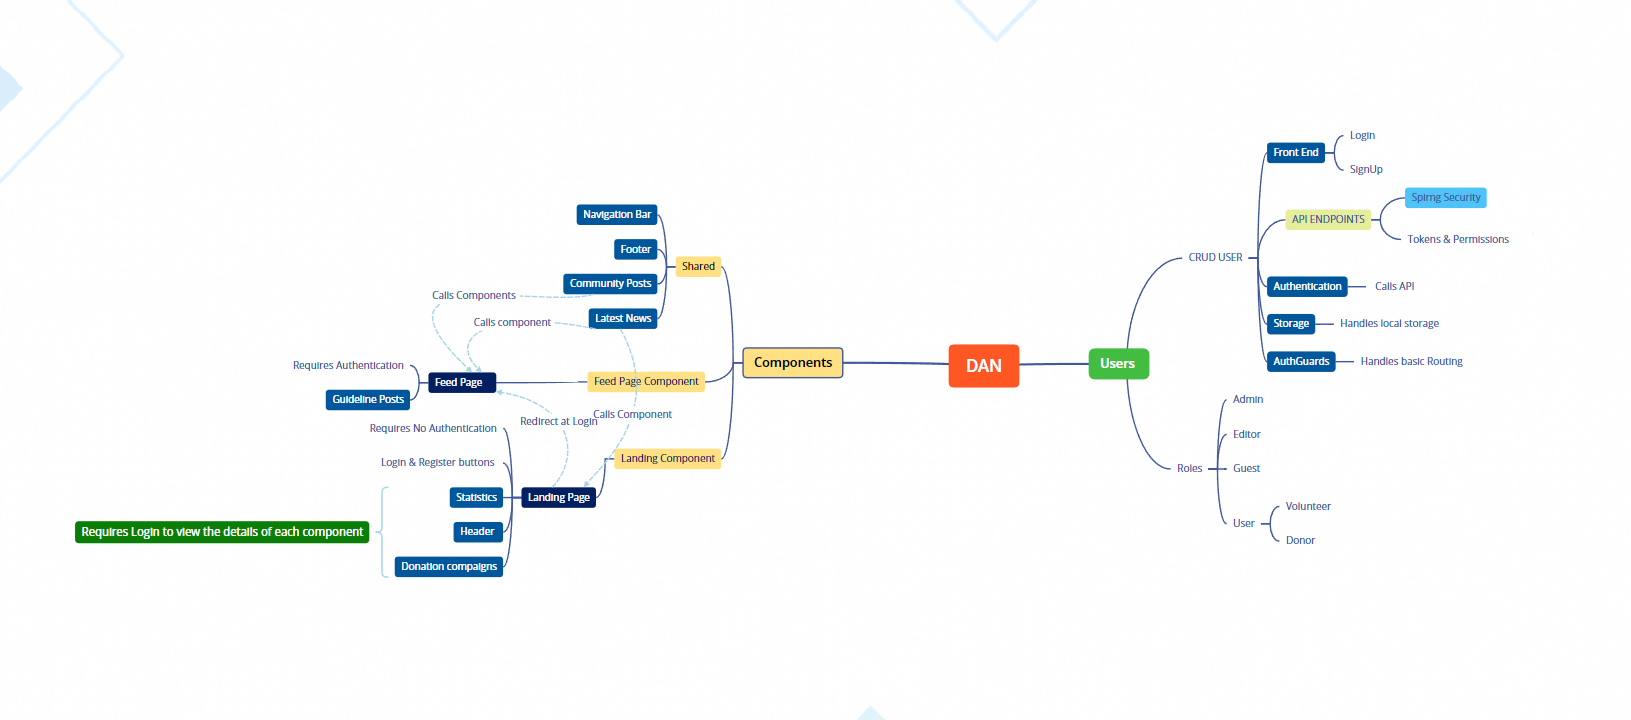 DAN
Components
Shared
Navigation Bar
Footer
Community Posts
Latest News
Calls Components
Calls component
Feed Page Component
Feed Page
Requires Authentication
Guideline Posts
Redirect at Login
Calls Component
Landing Component
Landing Page
Requires No Authentication
Login & Register buttons
Statistics
Header
Donation compaigns
Requires Login to view the details of each component
Users
CRUD USER
Front End
Login
SignUp
API ENDPOINTS
Spirng Security
Tokens & Permissions
Authentication
Calls API
Storage
Handles local storage
AuthGuards
Handles basic Routing
Roles
Admin
Editor
Guest
User
Volunteer
Donor